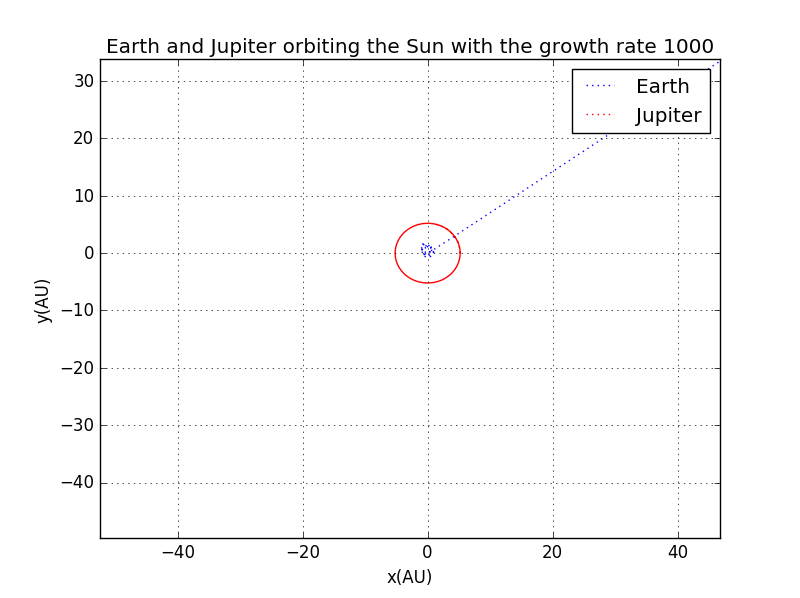 Earth and Jupiter orbiting the Sun with the growth rate 1000
Earth
Jupiter
30
20
10
0
−10
−20
−30
−40
y(AU)
−40
−20
0
20
40
x(AU)